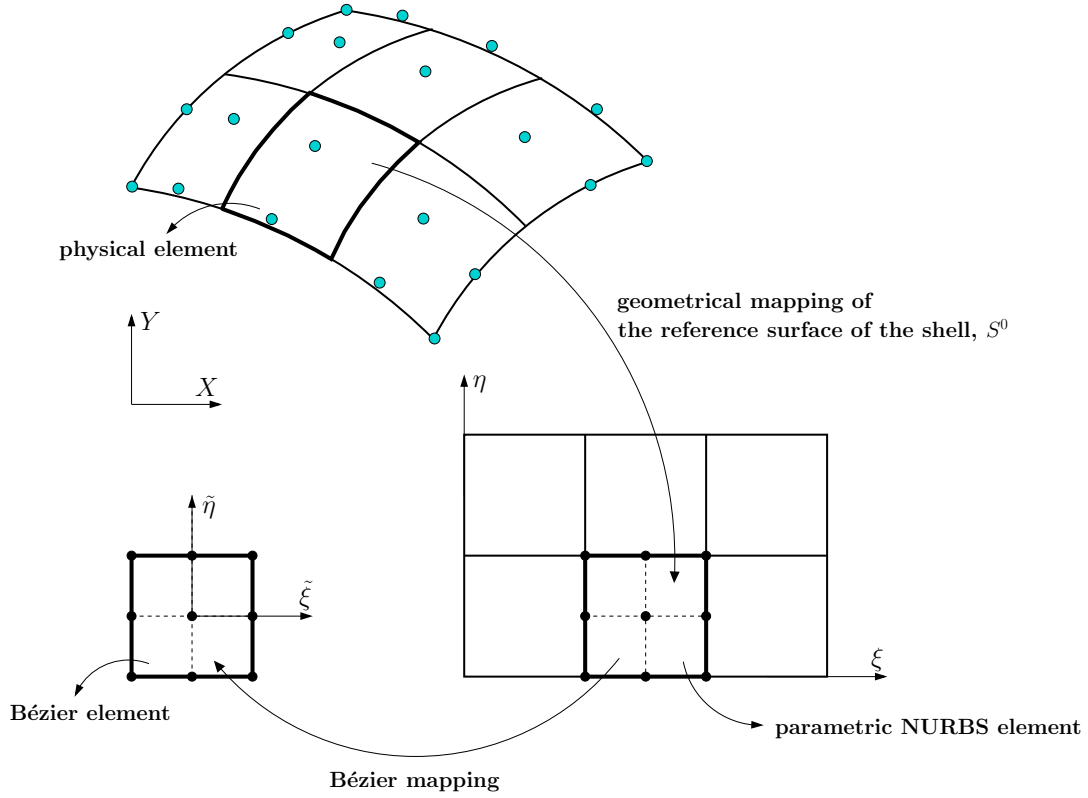 physical element
geometrical mapping of
the reference surface of the shell, S⁰
Y
X
η
η̃
ξ̃
ξ
Bézier element
parametric NURBS element
Bézier mapping